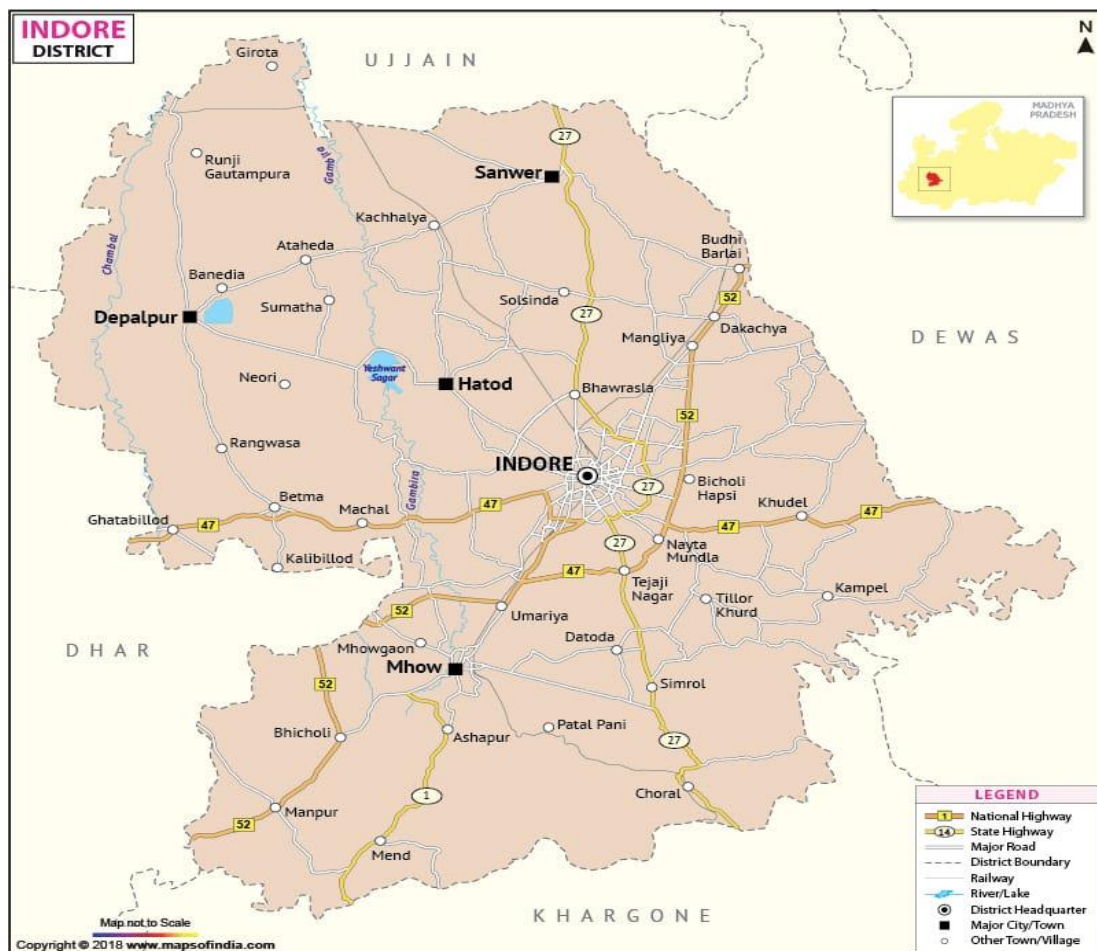 INDORE
DISTRICT
N
UJJAIN
MADHYA
PRADESH
Girota
27
Gambhir
Runji
Gautampura
Sanwer
Kachhalya
Chambal
Ataheda
Budhi
Barlai
Banedia
Sumatha
Solsinda
52
Depalpur
27
Dakachya
DEWAS
Mangliya
Yeshwant
Sagar
Neori
Hatod
Bhawrasla
52
Rangwasa
INDORE
Gambira
27
Bicholi
Hapsi
Betma
Machal
47
Khudel
Ghatabillod
47
47
47
27
Nayta
Mundla
Kalibillod
47
Tejaji
Nagar
Kampel
52
Umariya
Tillor
Khurd
DHAR
Mhowgaon
Datoda
Mhow
52
Simrol
Bhicholi
Ashapur
Patal Pani
27
1
Choral
Manpur
52
Mend
KHARGONE
LEGEND
1 National Highway
14 State Highway
Major Road
District Boundary
Railway
River/Lake
District Headquarter
Major City/Town
Other Town/Village
Map not to Scale
Copyright © 2018 www.mapsofindia.com